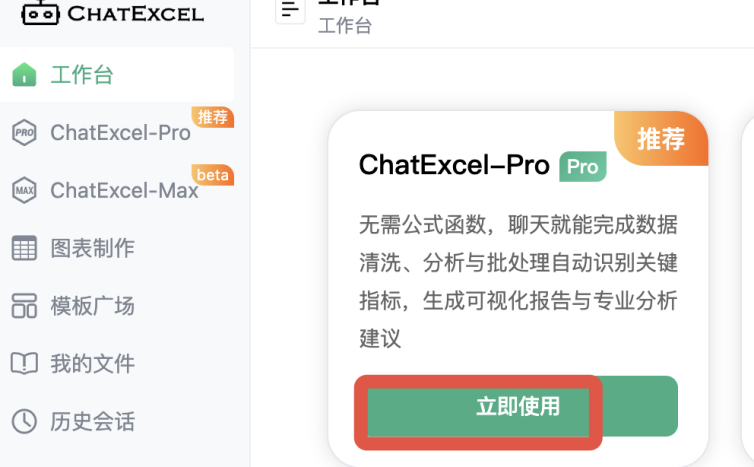 CHATEXCEL
工作台
ChatExcel-Pro
推荐
ChatExcel-Max
beta
图表制作
模板广场
我的文件
历史会话
工作台
工作台
推荐
ChatExcel-Pro Pro
无需公式函数，聊天就能完成数据
清洗、分析与批处理自动识别关键
指标，生成可视化报告与专业分析
建议
立即使用